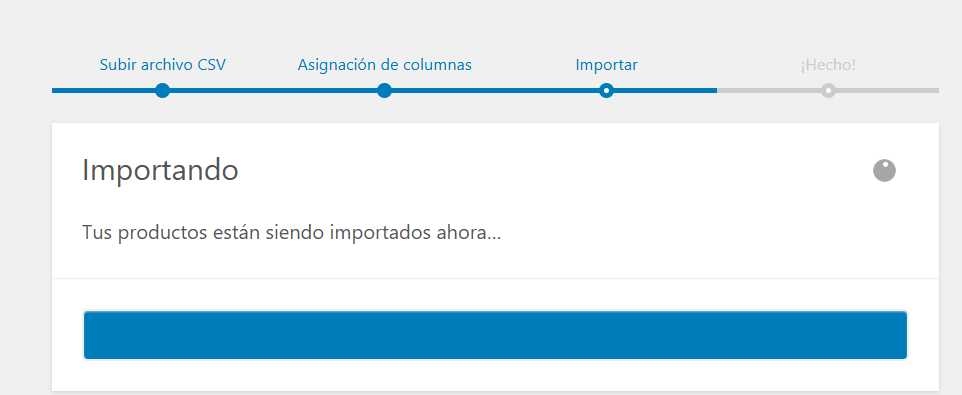 Subir archivo CSV
Asignación de columnas
Importar
¡Hecho!
Importando
Tus productos están siendo importados ahora...